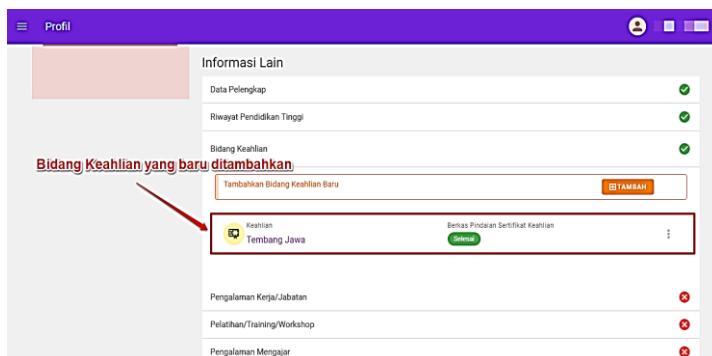 Profil
Informasi Lain
Data Pelengkap
Riwayat Pendidikan Tinggi
Bidang Keahlian
Bidang Keahlian yang baru ditambahkan
Tambahkan Bidang Keahlian Baru
TAMBAH
Keahlian
Berkas Pindaian Sertifikat Keahlian
Tembang Jawa
Selesai
Pengalaman Kerja/Jabatan
Pelatihan/Training/Workshop
Pengalaman Mengajar